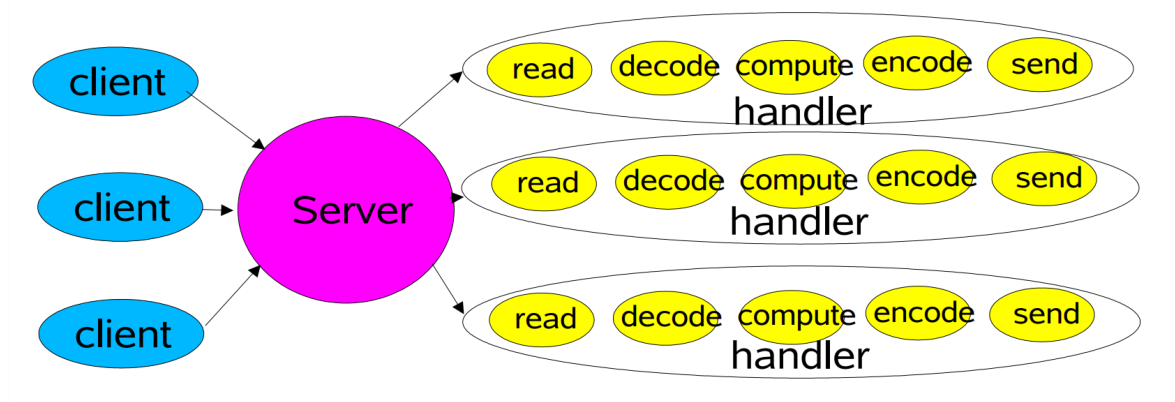 client
client
client
Server
read decode compute encode send
handler
read decode compute encode send
handler
read decode compute encode send
handler